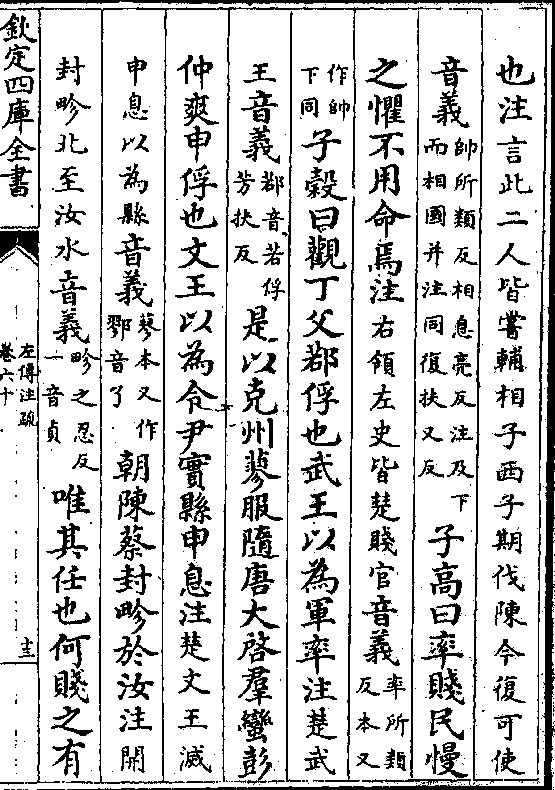 也注言此二人皆嘗輔相子西子期伐陳今復可使
音義帥所類反相息亮反注及下
而相國并注同復扶又反子高曰率賤民慢
之懼不用命焉注右領左史皆楚賤官音義率所類
反本又
作帥
下同子穀曰觀丁父鄀俘也武王以為軍率注楚武
王音義鄀音若俘
芳扶反是以克州蓼服隨唐大啓羣蠻彭
仲爽申俘也文王以為令尹實縣申息注楚文王滅
申息以為縣音義蓼本又作
鄝音了朝陳蔡封畛於汝注開
封畛北至汝水音義畛之忍反
一音真唯其任也何賤之有
欽定四庫全書
左傳注疏
卷六十